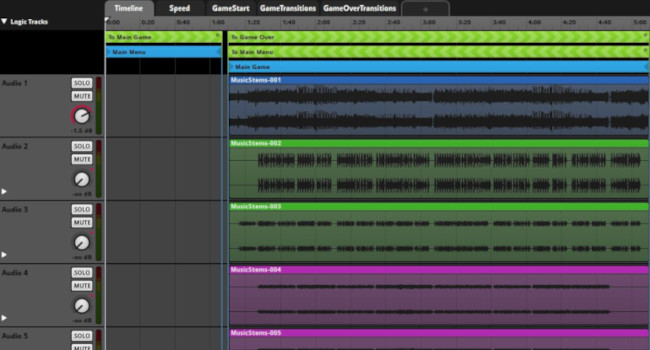 Timeline Speed GameStart GameTransitions GameOverTransitions +
Logic Tracks 0:00 0:20 0:40 1:00 1:20 1:40 2:00 2:20 2:40 3:00 3:20 3:40 4:00 4:20 4:40 5:00
To Main Game To Game Over
Main Menu To Main Menu
Main Game
Audio 1 SOLO MusicStems-001
MUTE
-1.5 dB
Audio 2 SOLO MusicStems-002
MUTE
-oo dB
Audio 3 SOLO MusicStems-003
MUTE
-oo dB
Audio 4 SOLO MusicStems-004
MUTE
-oo dB
Audio 5 SOLO MusicStems-005